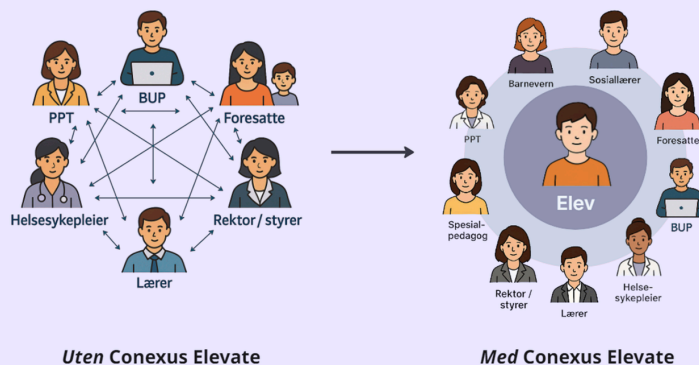 BUP
PPT
Foresatte
Helsesykepleier
Rektor / styrer
Lærer
Uten Conexus Elevate
Barnevern
Sosiallærer
PPT
Foresatte
Elev
Spesial-
pedagog
BUP
Rektor /
styrer
Lærer
Helse-
sykepleier
Med Conexus Elevate